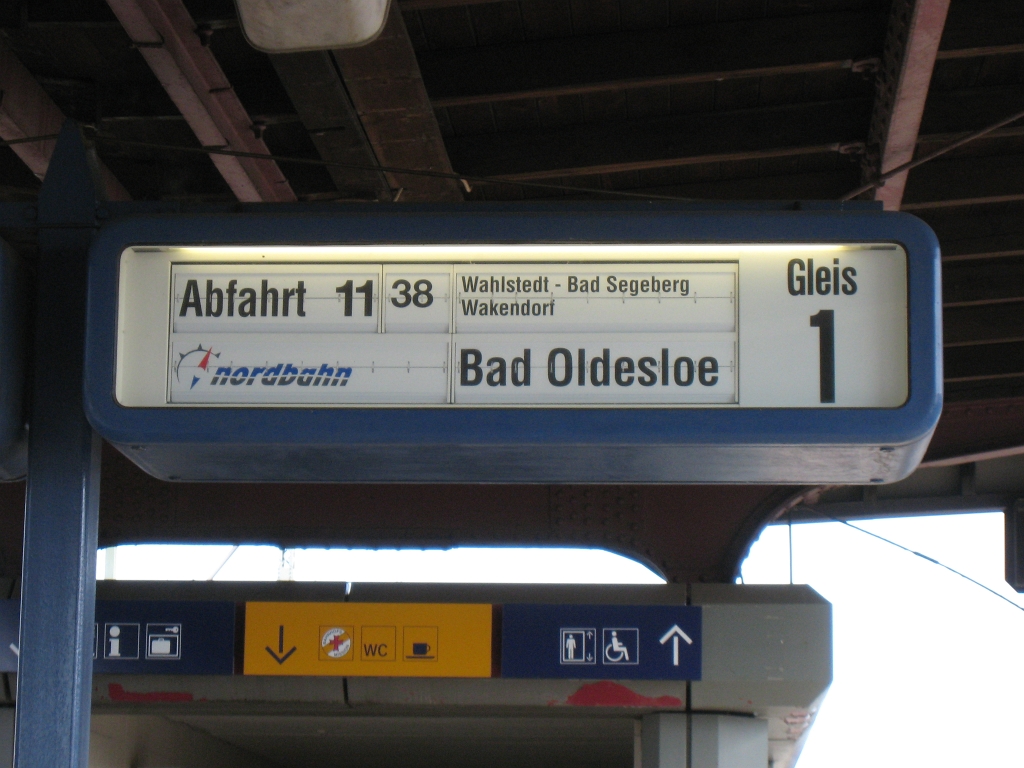 Abfahrt 11 38
Wahlstedt - Bad Segeberg
Wakendorf
nordbahn
Bad Oldesloe
Gleis
1
i
WC